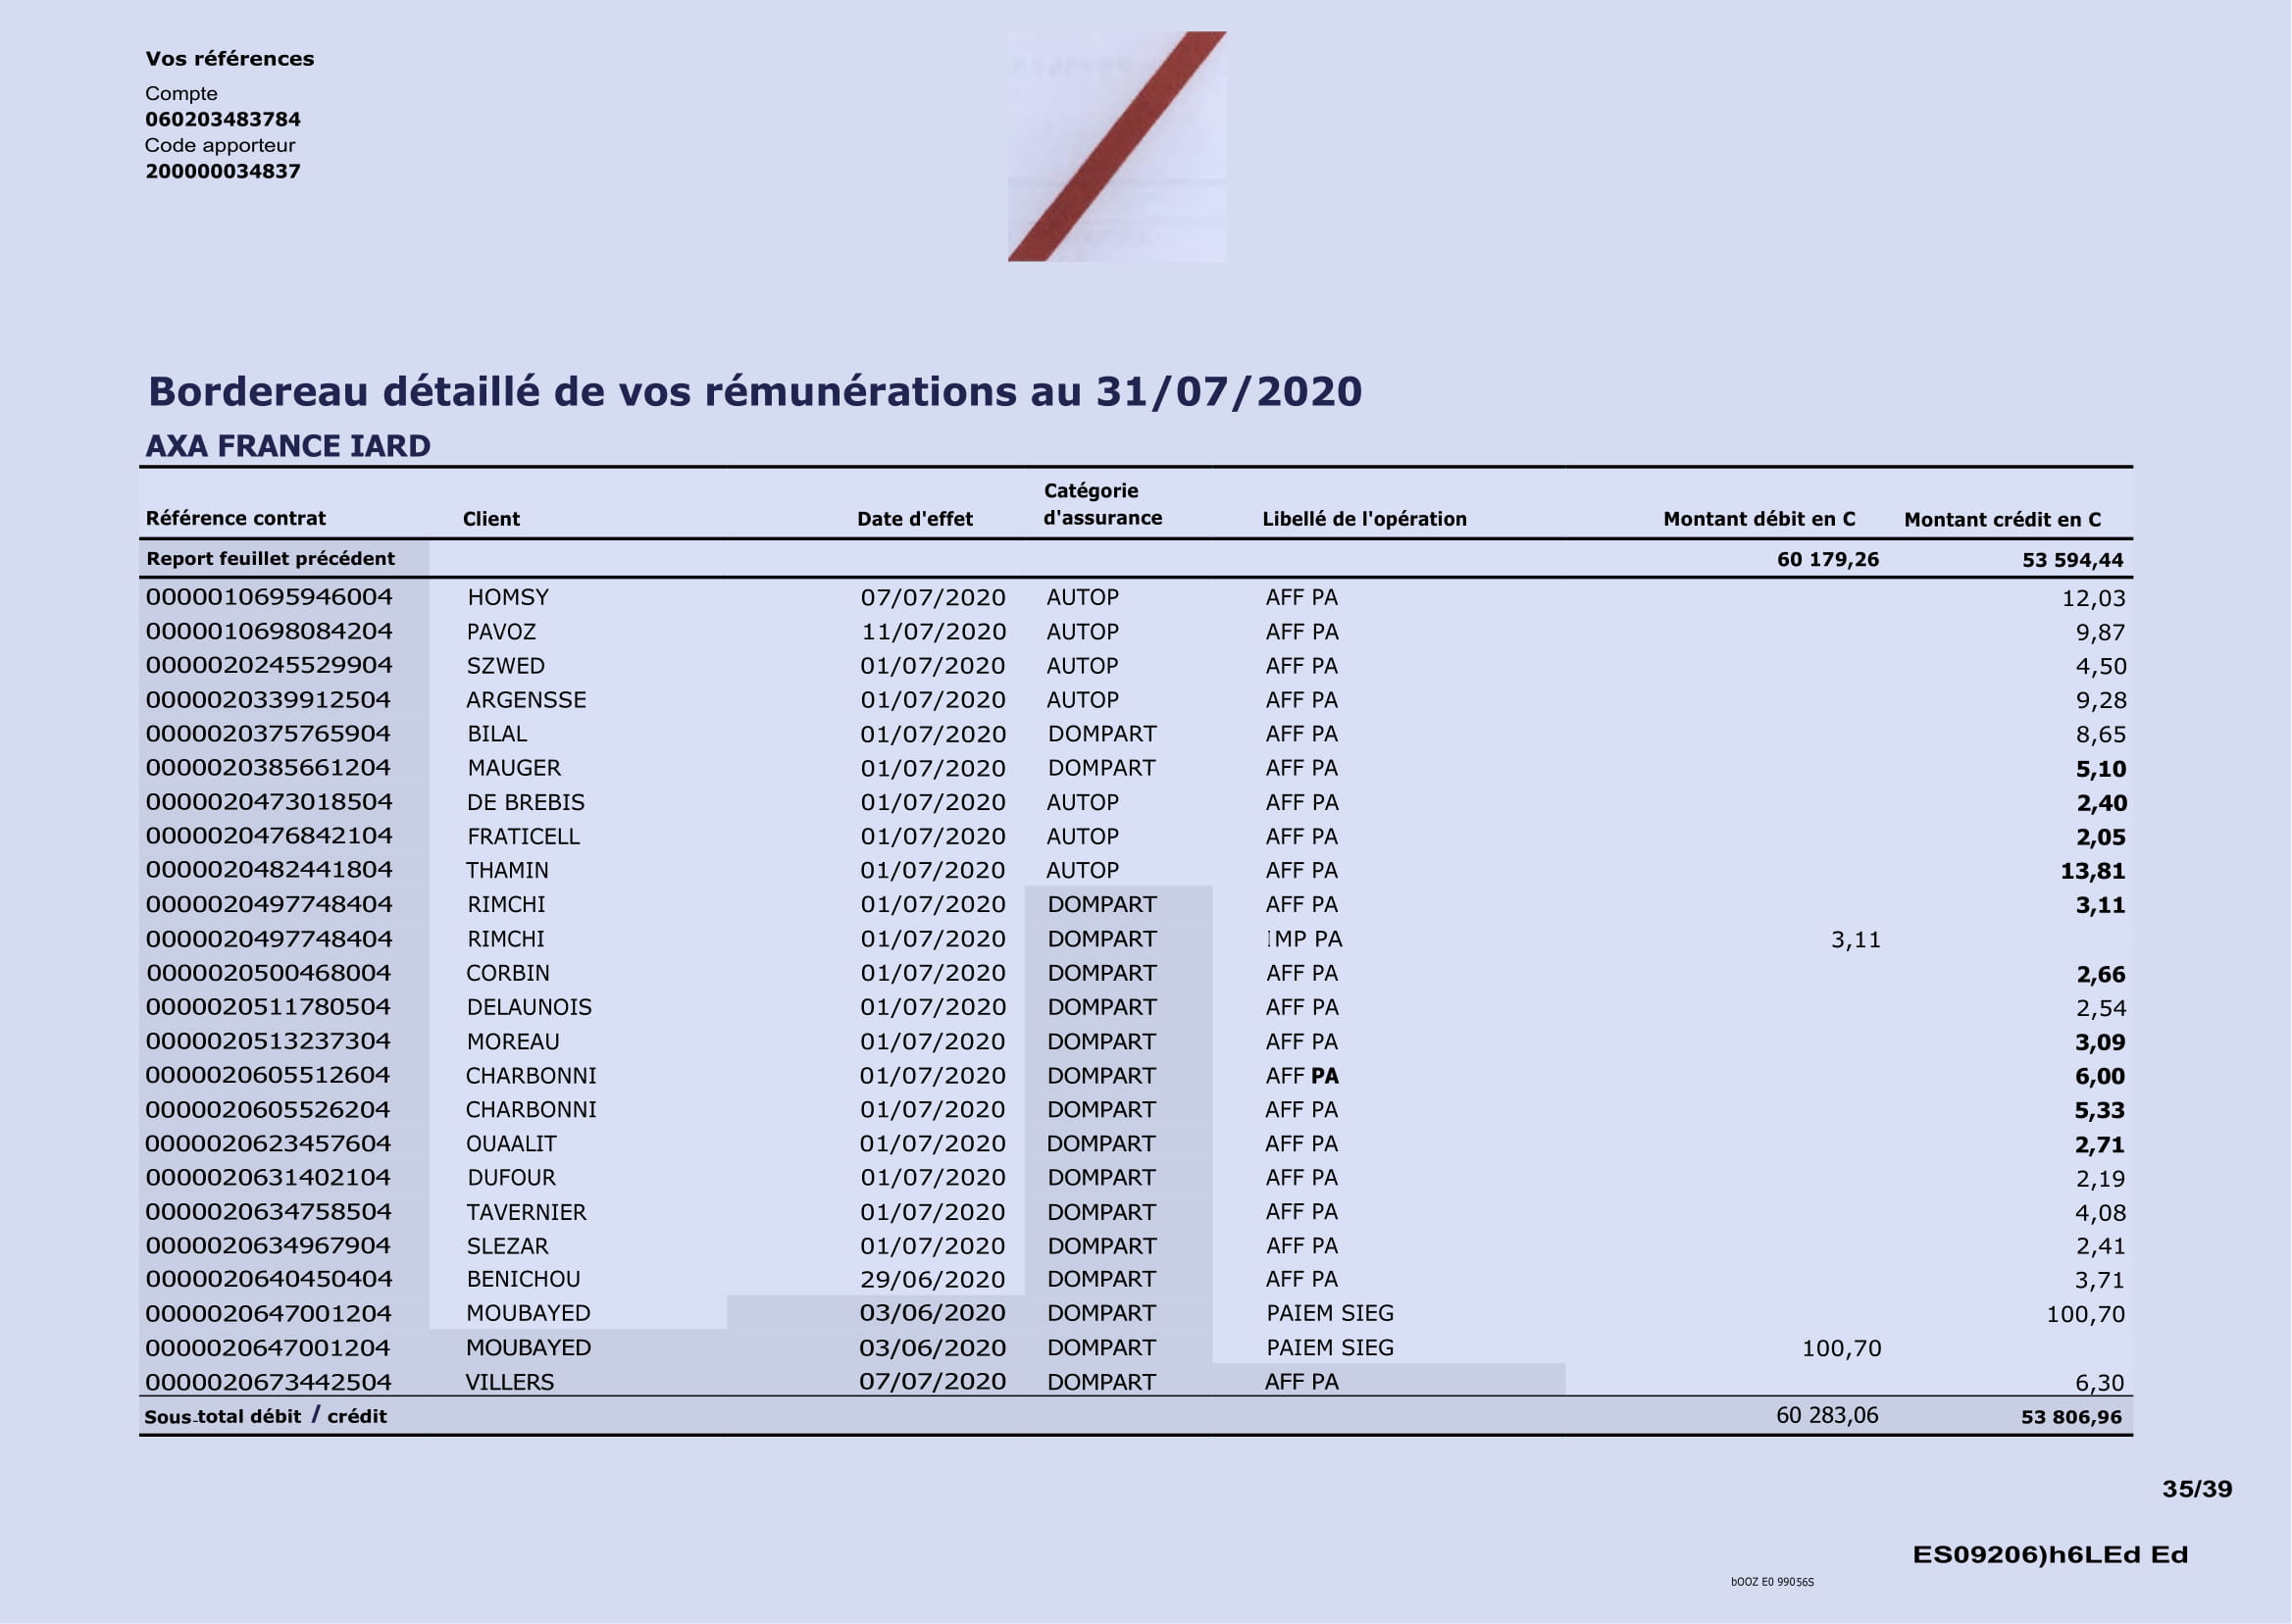 Vos références
Compte
060203483784
Code apporteur
200000034837
Bordereau détaillé de vos rémunérations au 31/07/2020
AXA FRANCE IARD
Référence contrat Client Date d'effet Catégorie d'assurance Libellé de l'opération Montant débit en C Montant crédit en C
Report feuillet précédent 60 179,26 53 594,44
0000010695946004 HOMSY 07/07/2020 AUTOP AFF PA 12,03
0000010698084204 PAVOZ 11/07/2020 AUTOP AFF PA 9,87
0000020245529904 SZWED 01/07/2020 AUTOP AFF PA 4,50
0000020339912504 ARGENSSE 01/07/2020 AUTOP AFF PA 9,28
0000020375765904 BILAL 01/07/2020 DOMPART AFF PA 8,65
0000020385661204 MAUGER 01/07/2020 DOMPART AFF PA 5,10
0000020473018504 DE BREBIS 01/07/2020 AUTOP AFF PA 2,40
0000020476842104 FRATICELL 01/07/2020 AUTOP AFF PA 2,05
0000020482441804 THAMIN 01/07/2020 AUTOP AFF PA 13,81
0000020497748404 RIMCHI 01/07/2020 DOMPART AFF PA 3,11
0000020497748404 RIMCHI 01/07/2020 DOMPART IMP PA 3,11
0000020500468004 CORBIN 01/07/2020 DOMPART AFF PA 2,66
0000020511780504 DELAUNOIS 01/07/2020 DOMPART AFF PA 2,54
0000020513237304 MOREAU 01/07/2020 DOMPART AFF PA 3,09
0000020605512604 CHARBONNI 01/07/2020 DOMPART AFF PA 6,00
0000020605526204 CHARBONNI 01/07/2020 DOMPART AFF PA 5,33
0000020623457604 OUAALIT 01/07/2020 DOMPART AFF PA 2,71
0000020631402104 DUFOUR 01/07/2020 DOMPART AFF PA 2,19
0000020634758504 TAVERNIER 01/07/2020 DOMPART AFF PA 4,08
0000020634967904 SLEZAR 01/07/2020 DOMPART AFF PA 2,41
0000020640450404 BENICHOU 29/06/2020 DOMPART AFF PA 3,71
0000020647001204 MOUBAYED 03/06/2020 DOMPART PAIEM SIEG 100,70
0000020647001204 MOUBAYED 03/06/2020 DOMPART PAIEM SIEG 100,70
0000020673442504 VILLERS 07/07/2020 DOMPART AFF PA 6,30
Sous-total débit / crédit 60 283,06 53 806,96
35/39
ES09206)h6LEd Ed
bOOZ E0 99056S